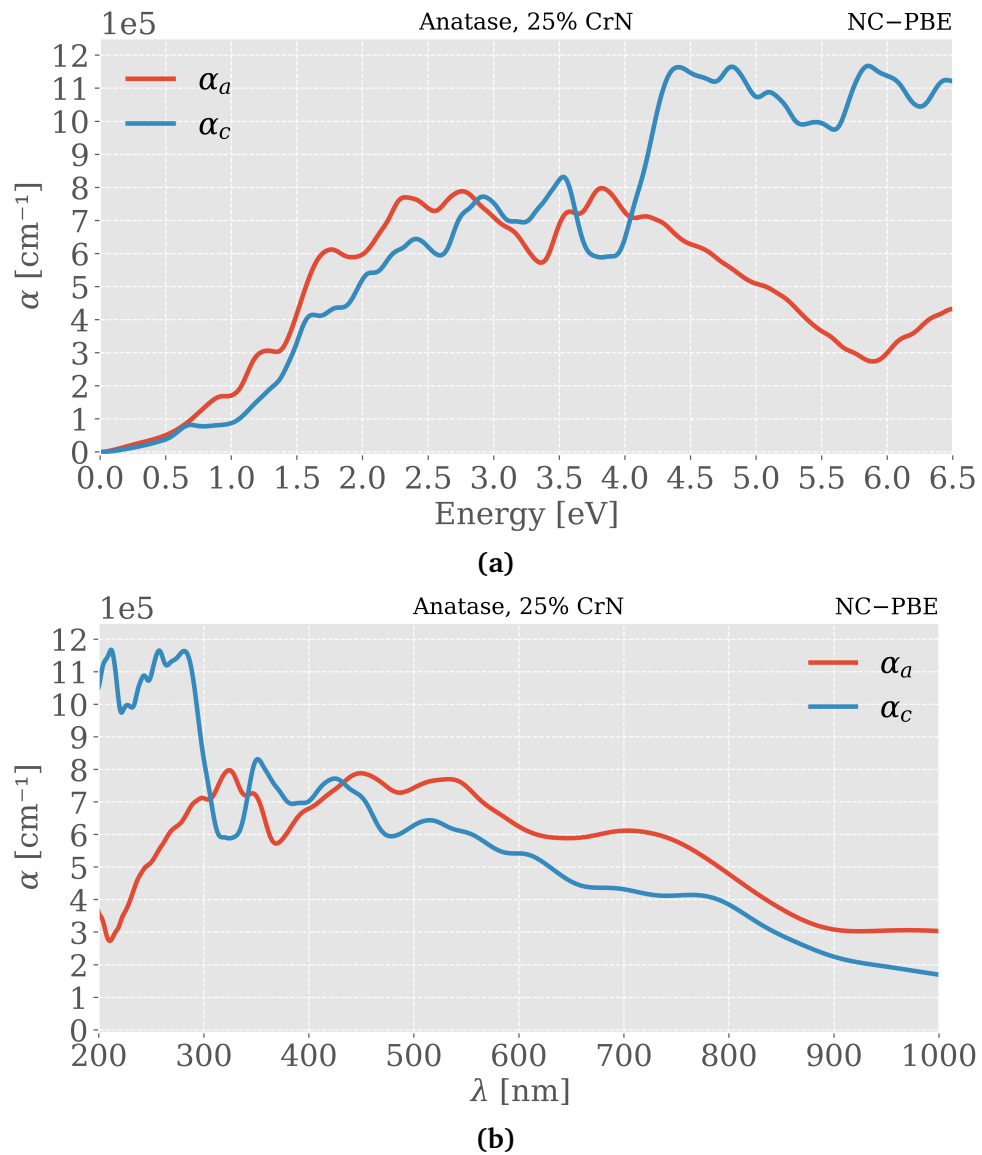 1e5 Anatase, 25% CrN NC−PBE
12
11
10
9
8
7
6
5
4
3
2
1
0
α [cm⁻¹]
αₐ
α_c
0.0 0.5 1.0 1.5 2.0 2.5 3.0 3.5 4.0 4.5 5.0 5.5 6.0 6.5
Energy [eV]
(a)
1e5 Anatase, 25% CrN NC−PBE
12
11
10
9
8
7
6
5
4
3
2
1
0
α [cm⁻¹]
αₐ
α_c
200 300 400 500 600 700 800 900 1000
λ [nm]
(b)